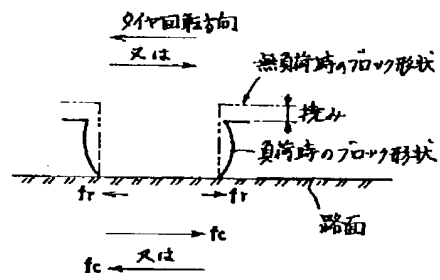 タイヤ回転方向
又は
無負荷時のブロック形状
撓み
負荷時のブロック形状
fr
fr
路面
fc
又は
fc